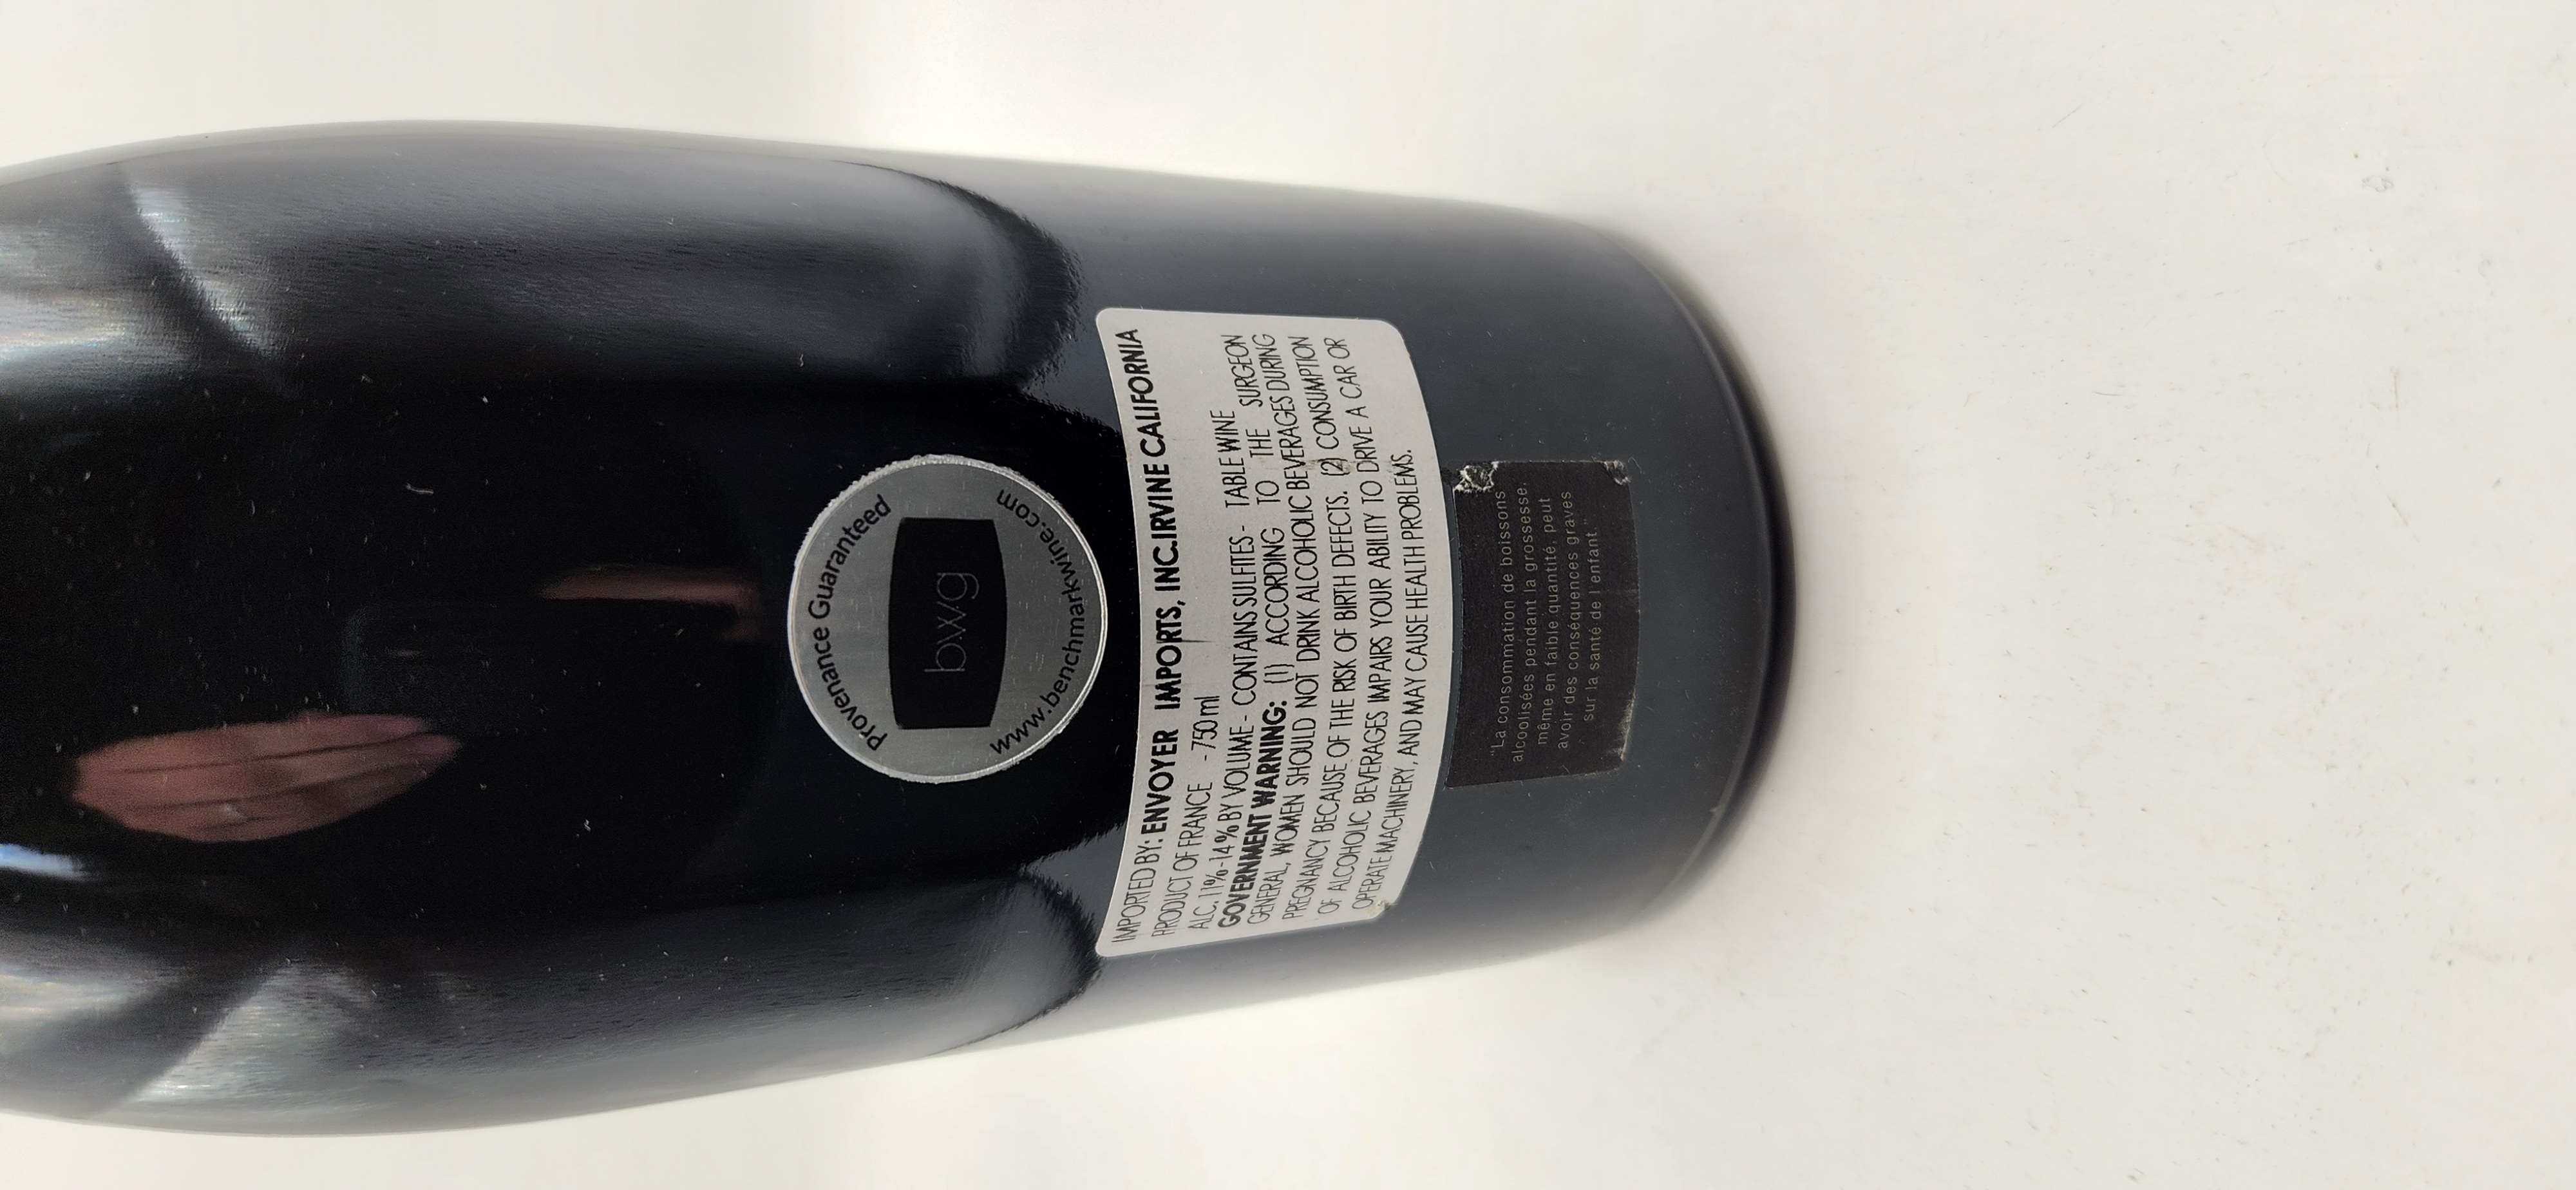 Provenance Guaranteed
bwg
www.benchmarkwine.com
IMPORTED BY: ENVOYER IMPORTS, INC.IRVINE CALIFORNIA
PRODUCT OF FRANCE -750ml
ALC. 11%-14% BY VOLUME - CONTAINS SULFITES - TABLE WINE
GOVERNMENT WARNING: (1) ACCORDING TO THE SURGEON
GENERAL, WOMEN SHOULD NOT DRINK ALCOHOLIC BEVERAGES DURING
PREGNANCY BECAUSE OF THE RISK OF BIRTH DEFECTS. (2) CONSUMPTION
OF ALCOHOLIC BEVERAGES IMPAIRS YOUR ABILITY TO DRIVE A CAR OR
OPERATE MACHINERY, AND MAY CAUSE HEALTH PROBLEMS.
"La consommation de boissons
alcoolisées pendant la grossesse,
même en faible quantité, peut
avoir des conséquences graves
sur la santé de l enfant."